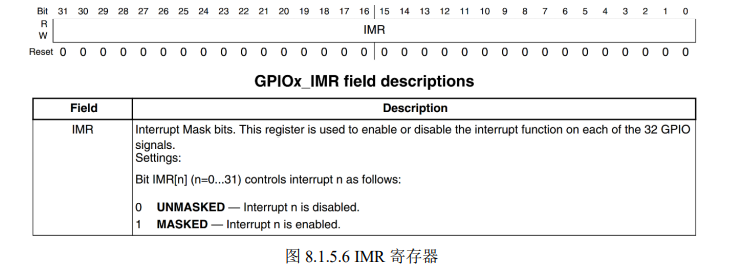 Bit 31 30 29 28 27 26 25 24 23 22 21 20 19 18 17 16 15 14 13 12 11 10 9 8 7 6 5 4 3 2 1 0
R
IMR
W
Reset 0 0 0 0 0 0 0 0 0 0 0 0 0 0 0 0 0 0 0 0 0 0 0 0 0 0 0 0 0 0 0 0
GPIOx_IMR field descriptions
Field Description
IMR Interrupt Mask bits. This register is used to enable or disable the interrupt function on each of the 32 GPIO
signals.
Settings:
Bit IMR[n] (n=0...31) controls interrupt n as follows:
0 UNMASKED — Interrupt n is disabled.
1 MASKED — Interrupt n is enabled.
图 8.1.5.6 IMR 寄存器